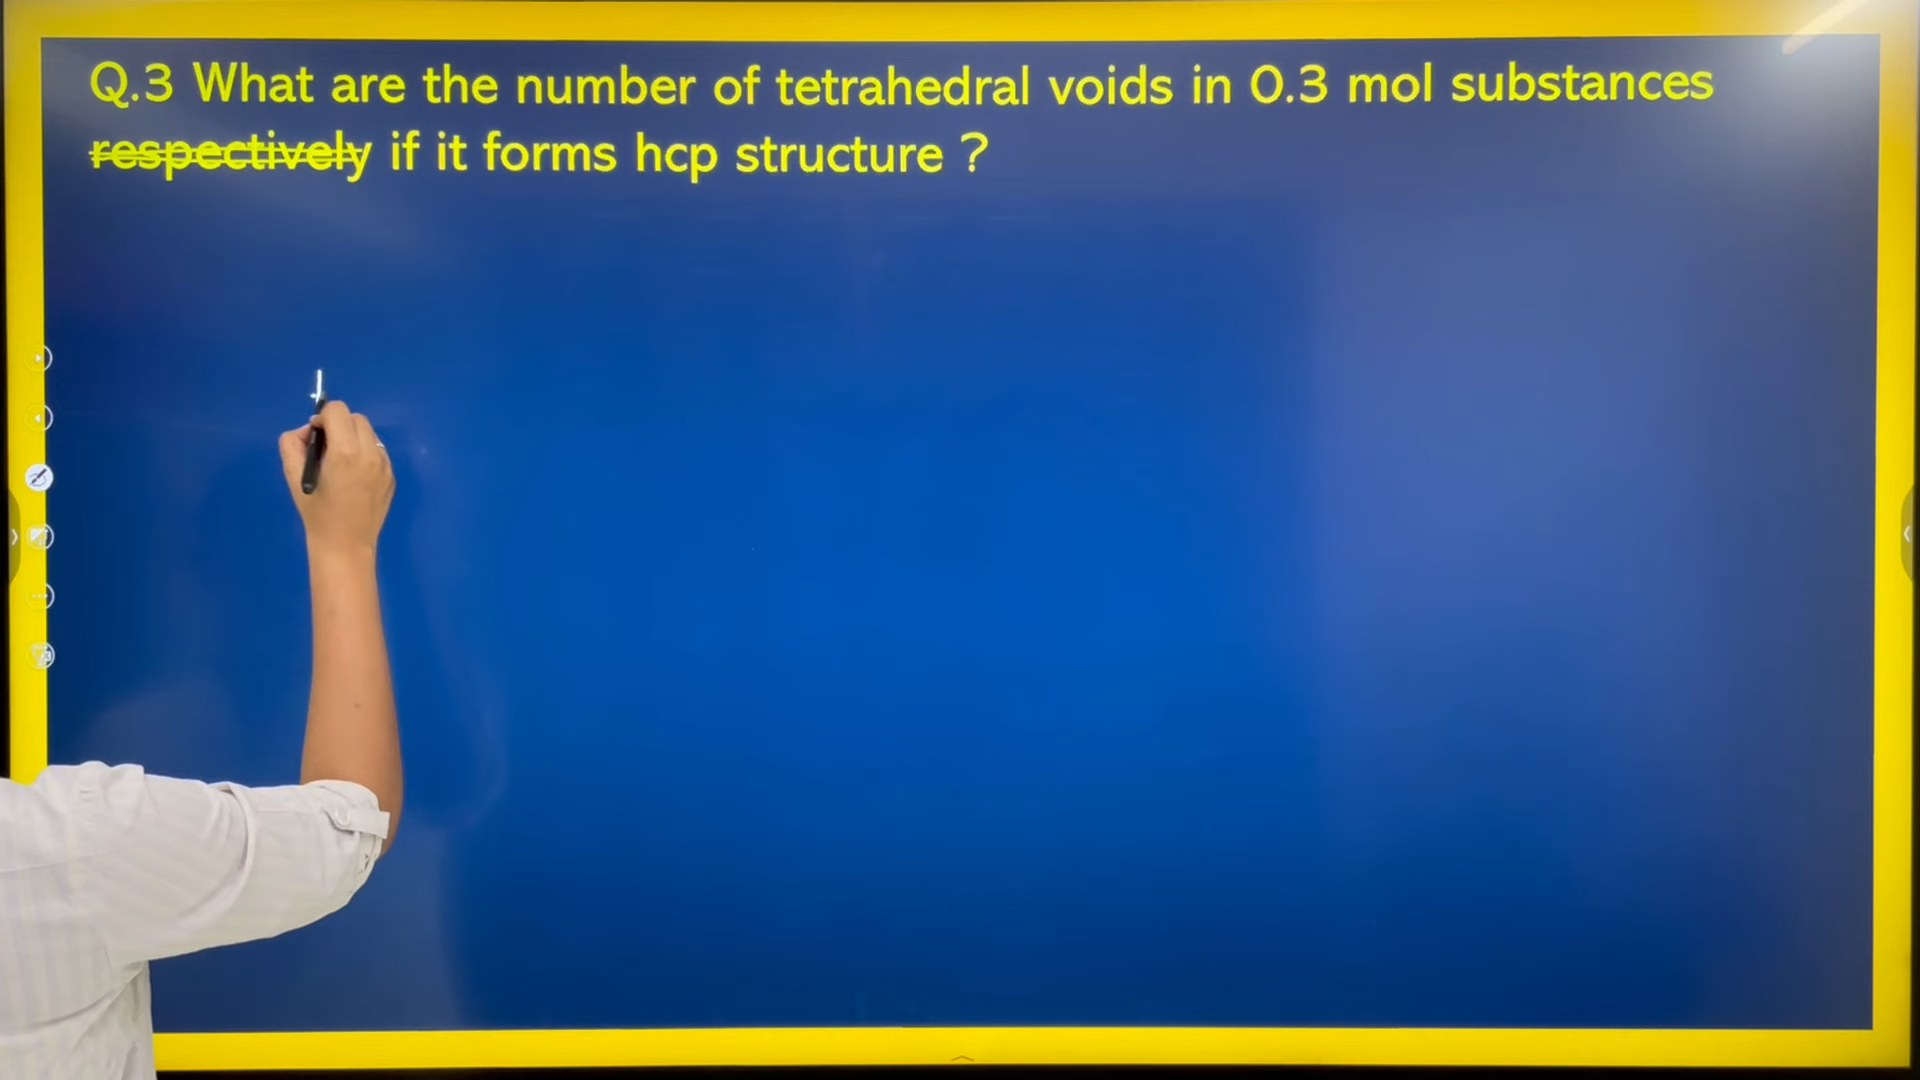 Q.3 What are the number of tetrahedral voids in 0.3 mol substances
respectively if it forms hcp structure ?